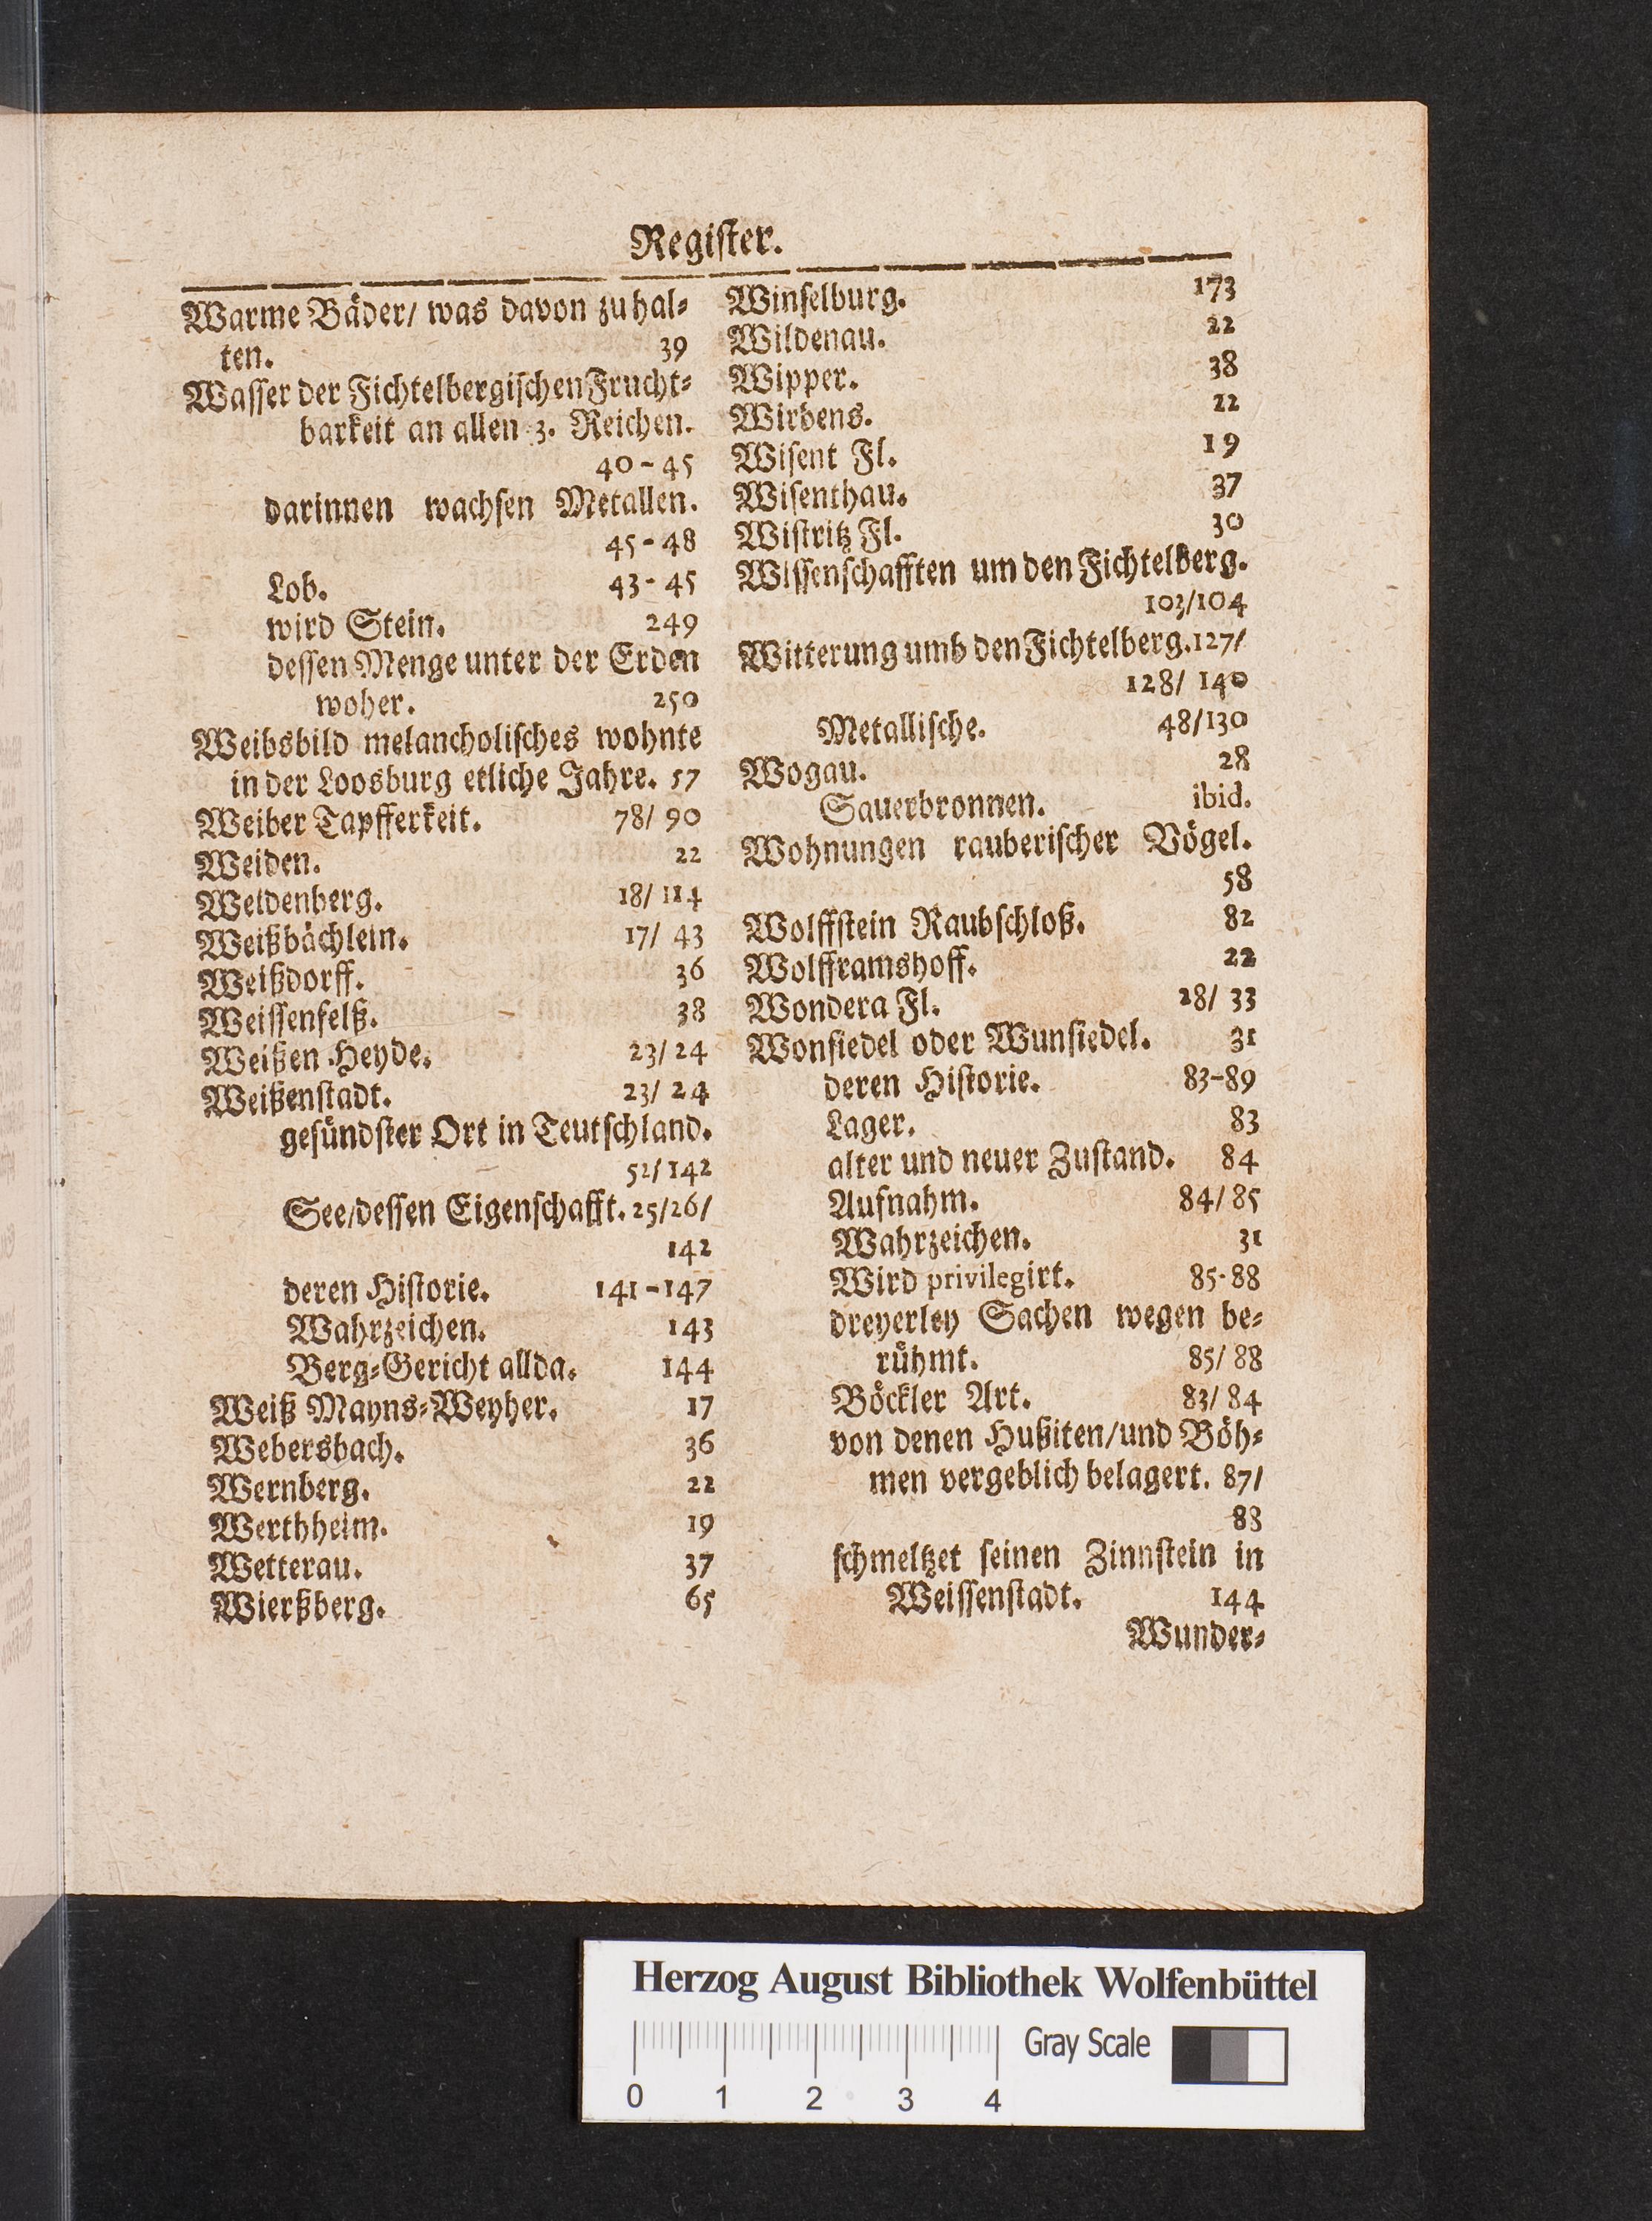 Regiſter.
Warme Bäder/ was davon zu hal⸗
ten. 39
Waſſer der Fichtelbergiſchen Frucht⸗
barkeit an allen 3. Reichen.
40-45
darinnen wachſen Metallen.
45-48
Lob. 43-45
wird Stein. 249
deſſen Menge unter der Erden
woher. 250
Weibsbild melancholiſches wohnte
in der Loosburg etliche Jahre. 57
Weiber Tapfferkeit. 78/ 90
Weiden. 22
Weidenberg. 18/ 114
Weißbächlein. 17/ 43
Weißdorff. 36
Weiſſenfelß. 38
Weißen Heyde. 23/ 24
Weißenſtadt. 23/ 24
geſündſter Ort in Teutſchland.
52/ 142
See/deſſen Eigenſchafft. 25/26/
142
deren Hiſtorie. 141-147
Wahrzeichen. 143
Berg⸗Gericht allda. 144
Weiß Mayns⸗Weyher. 17
Webersbach. 36
Wernberg. 22
Werthheim. 19
Wetterau. 37
Wierßberg. 65
Winſelburg. 173
Wildenau. 22
Wipper. 38
Wirbens. 22
Wiſent Fl. 19
Wiſenthau. 37
Wiſtritz Fl. 30
Wiſſenſchafften um den Fichtelberg.
103/104
Witterung umb den Fichtelberg. 127/
128/ 140
Metalliſche. 48/130
Wogau. 28
Sauerbronnen. ibid.
Wohnungen rauberiſcher Vögel.
58
Wolffſtein Raubſchloß. 82
Wolfframshoff. 22
Wondera Fl. 28/ 33
Wonſiedel oder Wunſiedel. 31
deren Hiſtorie. 83-89
Lager. 83
alter und neuer Zuſtand. 84
Aufnahm. 84/ 85
Wahrzeichen. 31
Wird privilegirt. 85-88
dreyerley Sachen wegen be⸗
rühmt. 85/ 88
Böckler Art. 83/ 84
von denen Hußiten/und Böh⸗
men vergeblich belagert. 87/
88
ſchmeltzet ſeinen Zinnſtein in
Weiſſenſtadt. 144
Wunder⸗
Herzog August Bibliothek Wolfenbüttel
Gray Scale
0 1 2 3 4